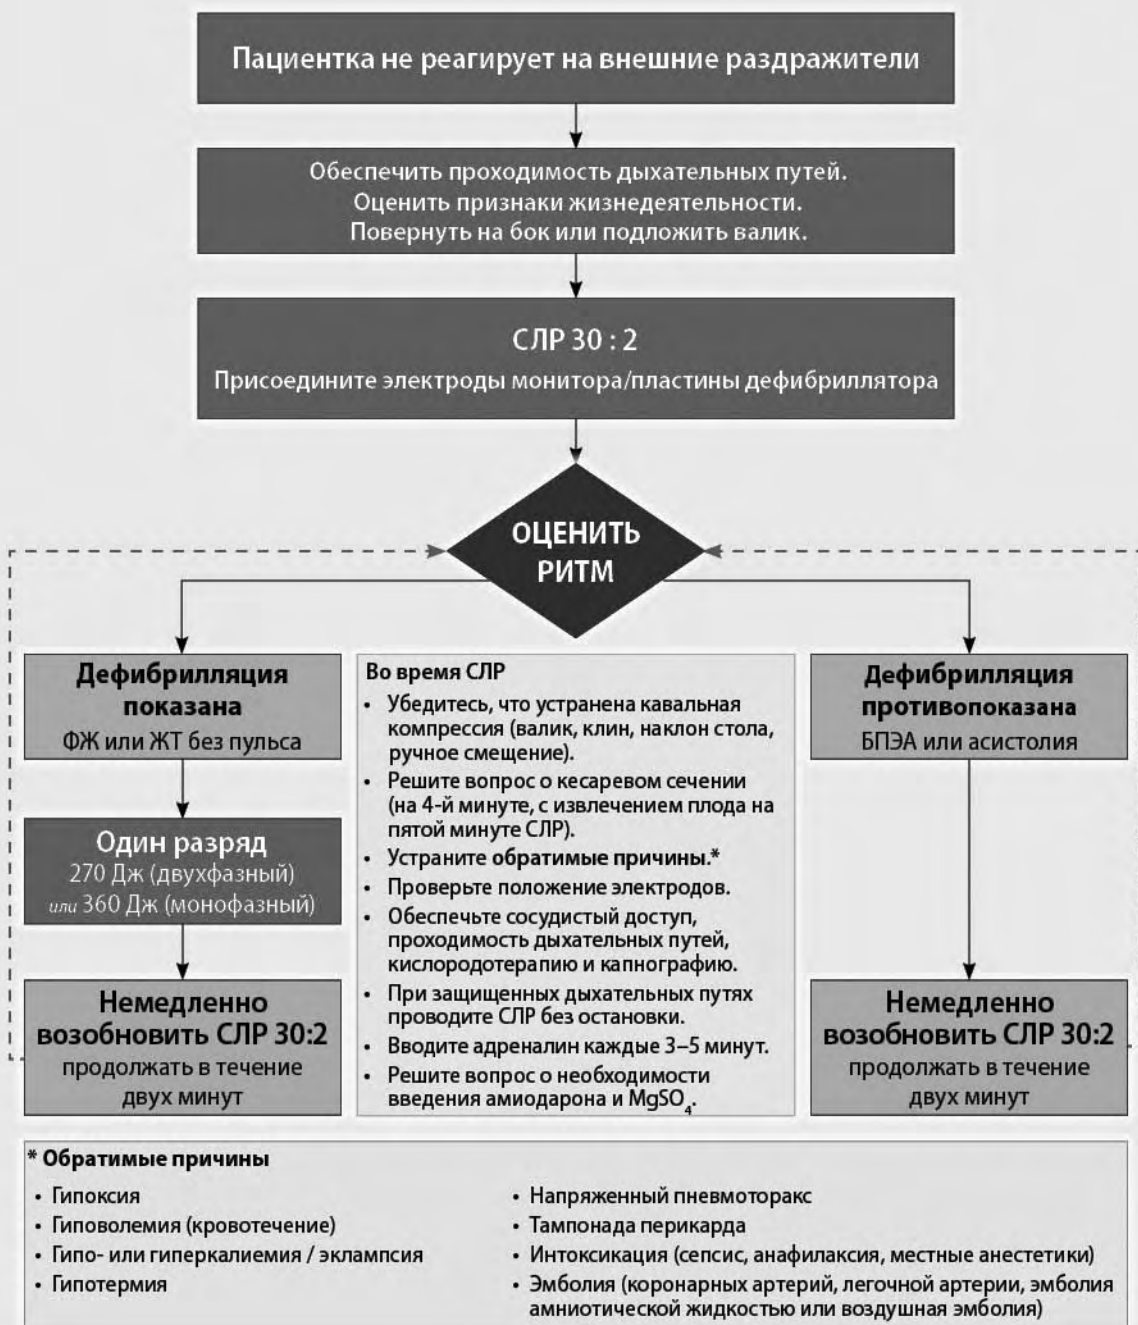 Пациентка не реагирует на внешние раздражители
Обеспечить проходимость дыхательных путей.
Оценить признаки жизнедеятельности.
Повернуть на бок или подложить валик.
СЛР 30 : 2
Присоедините электроды монитора/пластины дефибриллятора
ОЦЕНИТЬ
РИТМ
Дефибрилляция
показана
ФЖ или ЖТ без пульса
Один разряд
270 Дж (двухфазный)
или 360 Дж (монофазный)
Немедленно
возобновить СЛР 30:2
продолжать в течение
двух минут
Во время СЛР
• Убедитесь, что устранена кавальная
компрессия (валик, клин, наклон стола,
ручное смещение).
• Решите вопрос о кесаревом сечении
(на 4-й минуте, с извлечением плода на
пятой минуте СЛР).
• Устраните обратимые причины.*
• Проверьте положение электродов.
• Обеспечьте сосудистый доступ,
проходимость дыхательных путей,
кислородотерапию и капнографию.
• При защищенных дыхательных путях
проводите СЛР без остановки.
• Вводите адреналин каждые 3–5 минут.
• Решите вопрос о необходимости
введения амиодарона и MgSO₄.
Дефибрилляция
противопоказана
БПЭА или асистолия
Немедленно
возобновить СЛР 30:2
продолжать в течение
двух минут
* Обратимые причины
• Гипоксия
• Гиповолемия (кровотечение)
• Гипо- или гиперкалиемия / эклампсия
• Гипотермия
• Напряженный пневмоторакс
• Тампонада перикарда
• Интоксикация (сепсис, анафилаксия, местные анестетики)
• Эмболия (коронарных артерий, легочной артерии, эмболия
амниотической жидкостью или воздушная эмболия)